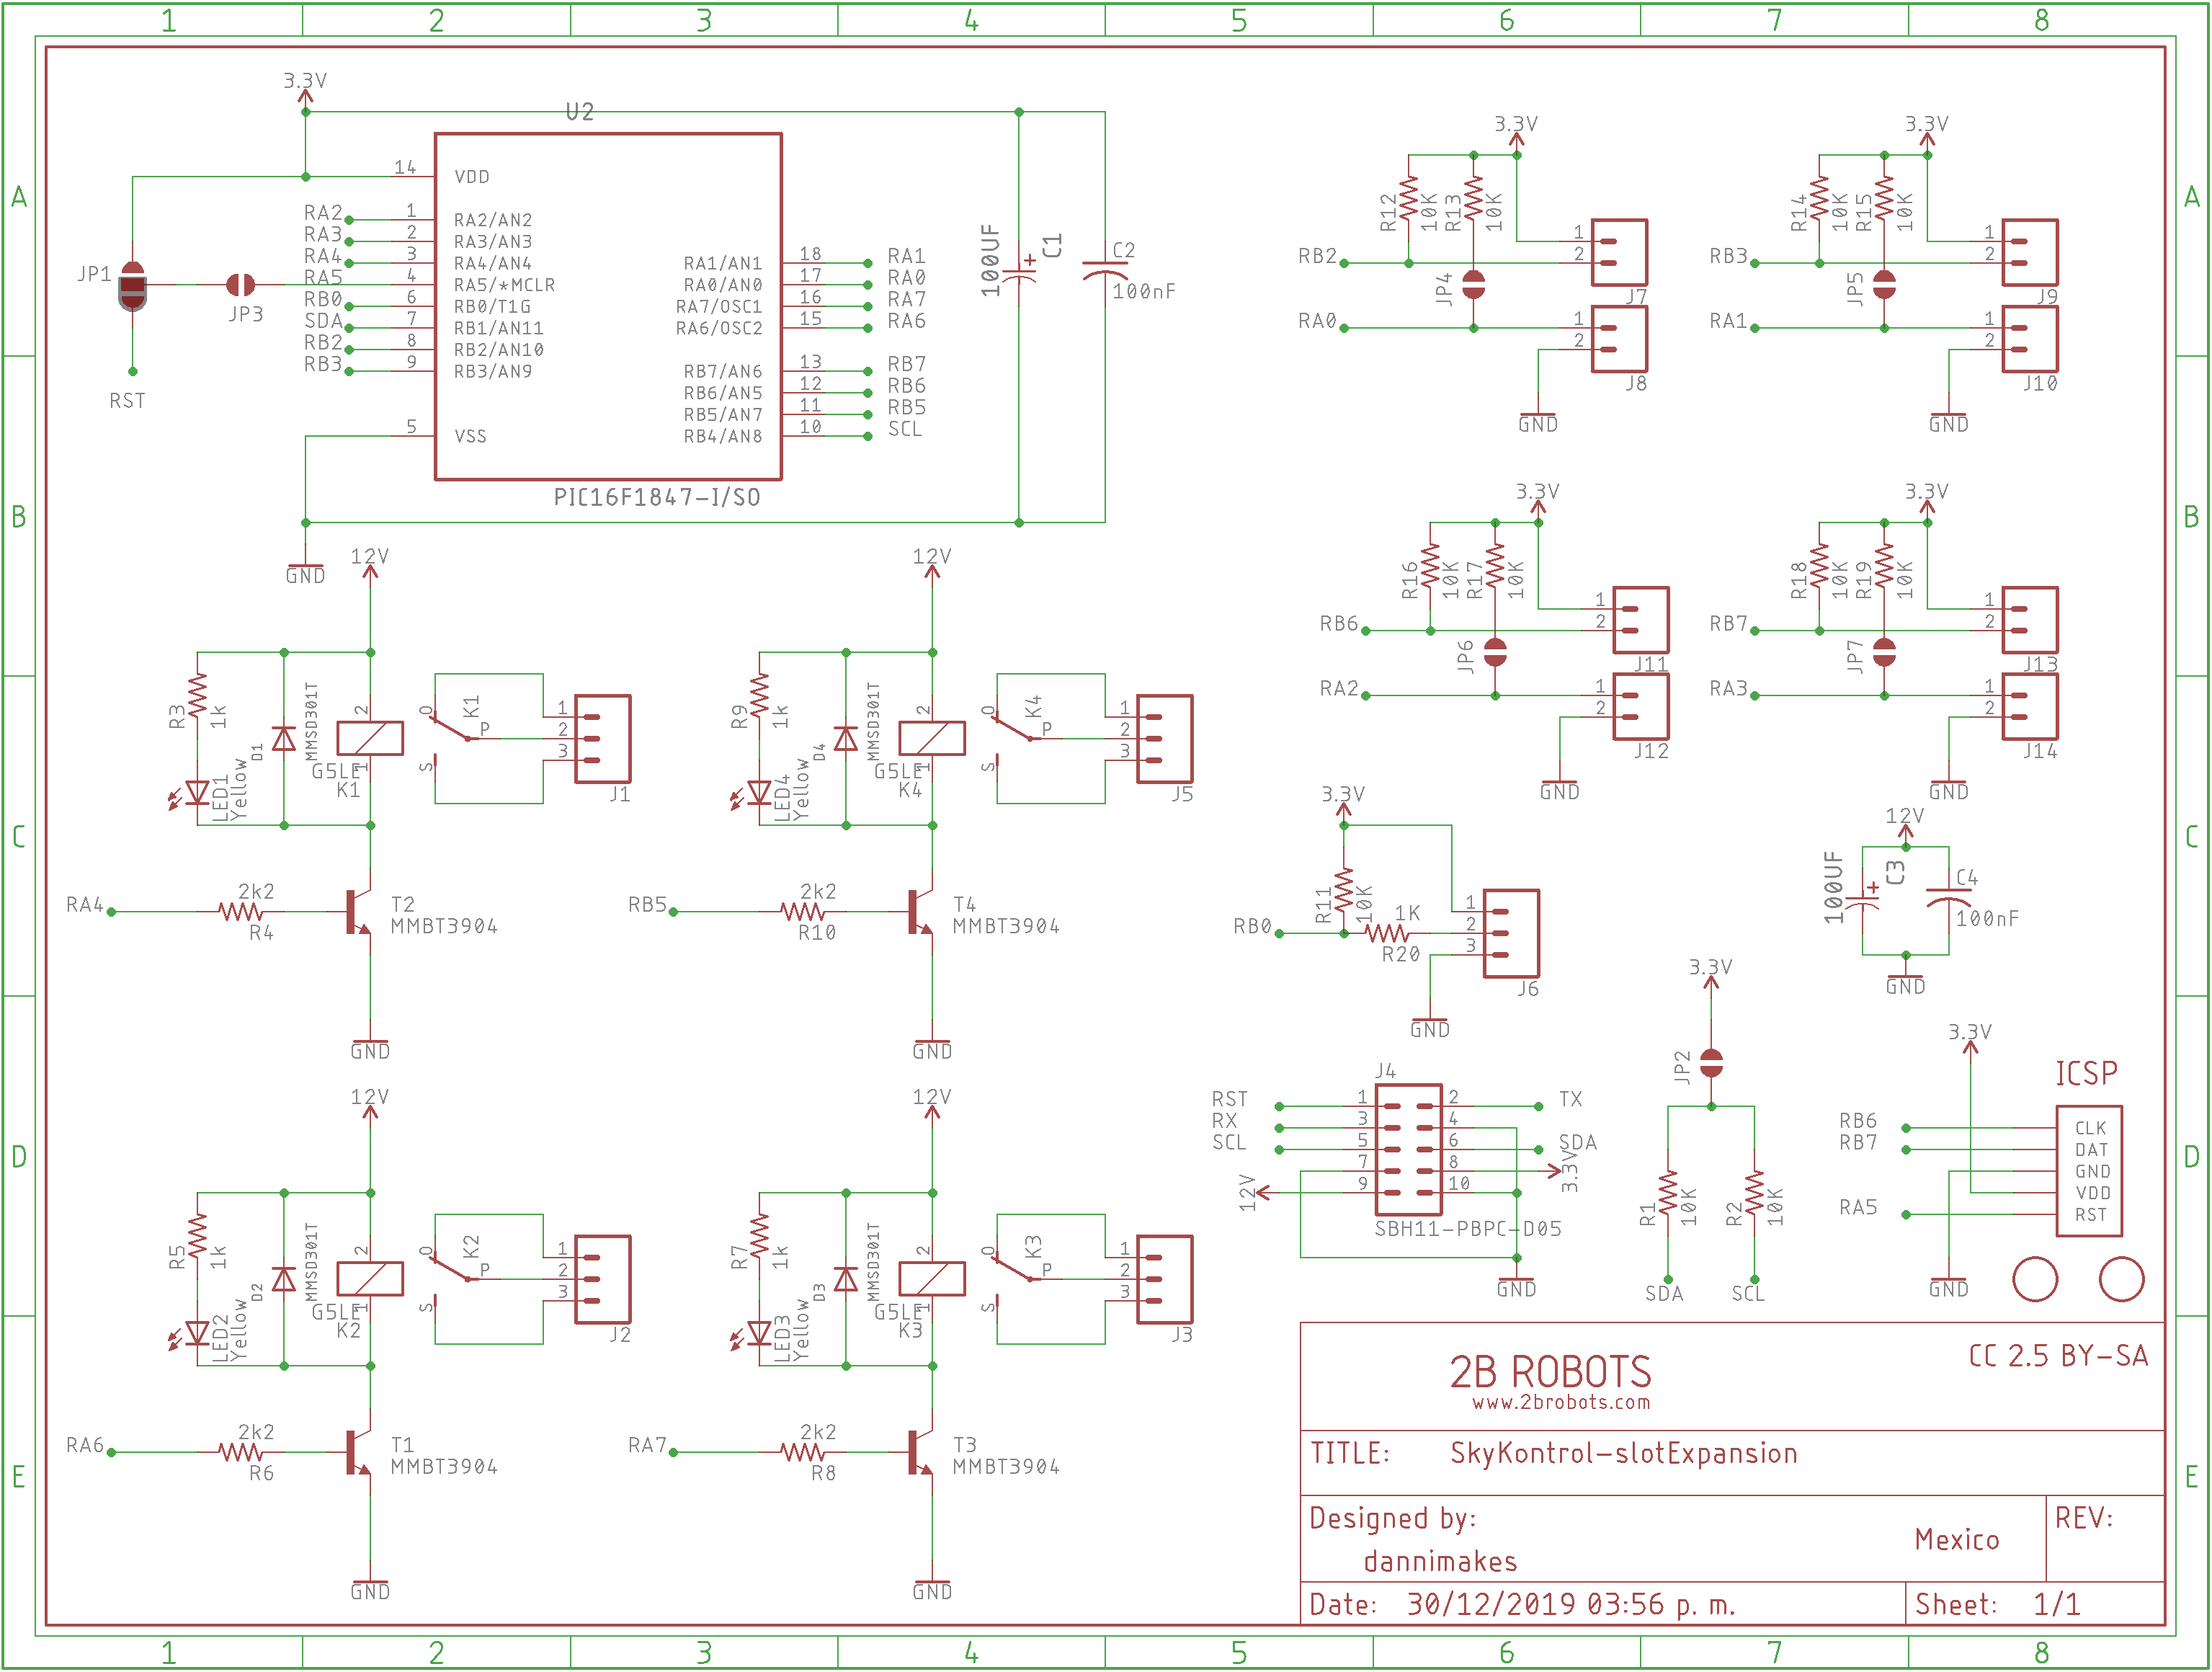 1 2 3 4 5 6 7 8
A
A
B
B
C
C
D
D
E
E
3.3V
U2
14 VDD
RA2 1 RA2/AN2
RA3 2 RA3/AN3
RA4 3 RA4/AN4
RA5 4 RA5/*MCLR
RB0 6 RB0/T1G
SDA 7 RB1/AN11
RB2 8 RB2/AN10
RB3 9 RB3/AN9
5 VSS
RA1/AN1 18 RA1
RA0/AN0 17 RA0
RA7/OSC1 16 RA7
RA6/OSC2 15 RA6
RB7/AN6 13 RB7
RB6/AN5 12 RB6
RB5/AN7 11 RB5
RB4/AN8 10 SCL
PIC16F1847-I/SO
JP1
JP3
RST
GND
100UF
+
C1
C2
100nF
3.3V
R12
10K
R13
10K
RB2
JP4
RA0
1
2
J7
1
2
J8
GND
3.3V
R14
10K
R15
10K
RB3
JP5
RA1
1
2
J9
1
2
J10
GND
3.3V
R16
10K
R17
10K
RB6
JP6
RA2
1
2
J11
1
2
J12
GND
3.3V
R18
10K
R19
10K
RB7
JP7
RA3
1
2
J13
1
2
J14
GND
12V
R3
1k
LED1
Yellow
D1
MMSD301T
2
1
G5LE
K1
O
S
P
K1
1
2
3
J1
RA4
2k2
R4
T2
MMBT3904
GND
12V
R9
1k
LED4
Yellow
D4
MMSD301T
2
1
G5LE
K4
O
S
P
K4
1
2
3
J5
RB5
2k2
R10
T4
MMBT3904
GND
12V
R5
1k
LED2
Yellow
D2
MMSD301T
2
1
G5LE
K2
O
S
P
K2
1
2
3
J2
RA6
2k2
R6
T1
MMBT3904
GND
12V
R7
1k
LED3
Yellow
D3
MMSD301T
2
1
G5LE
K3
O
S
P
K3
1
2
3
J3
RA7
2k2
R8
T3
MMBT3904
GND
3.3V
R11
10K
RB0
1K
R20
1
2
3
J6
GND
12V
100UF
+
C3
C4
100nF
GND
J4
RST 1 2 TX
RX 3 4
SCL 5 6 SDA
7 8 3.3V
12V 9 10
SBH11-PBPC-D05
GND
3.3V
JP2
R1
10K
R2
10K
SDA
SCL
3.3V
ICSP
RB6 CLK
RB7 DAT
GND
VDD
RA5 RST
GND
CC 2.5 BY-SA
2B ROBOTS
www.2brobots.com
TITLE: SkyKontrol-slotExpansion
Designed by:
dannimakes
Mexico
REV:
Date: 30/12/2019 03:56 p. m.
Sheet: 1/1
1 2 3 4 5 6 7 8